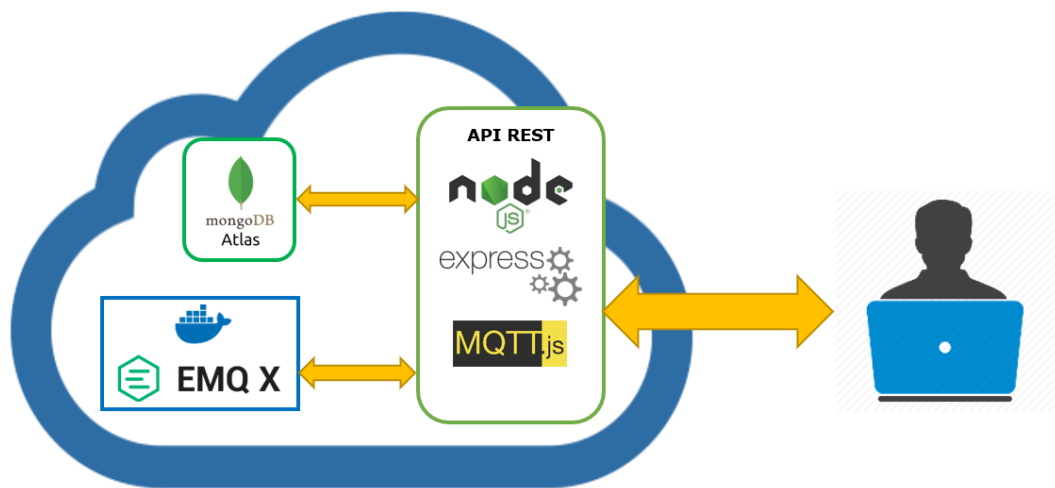 API REST
node
JS
mongoDB
Atlas
express
MQTT.js
EMQ X